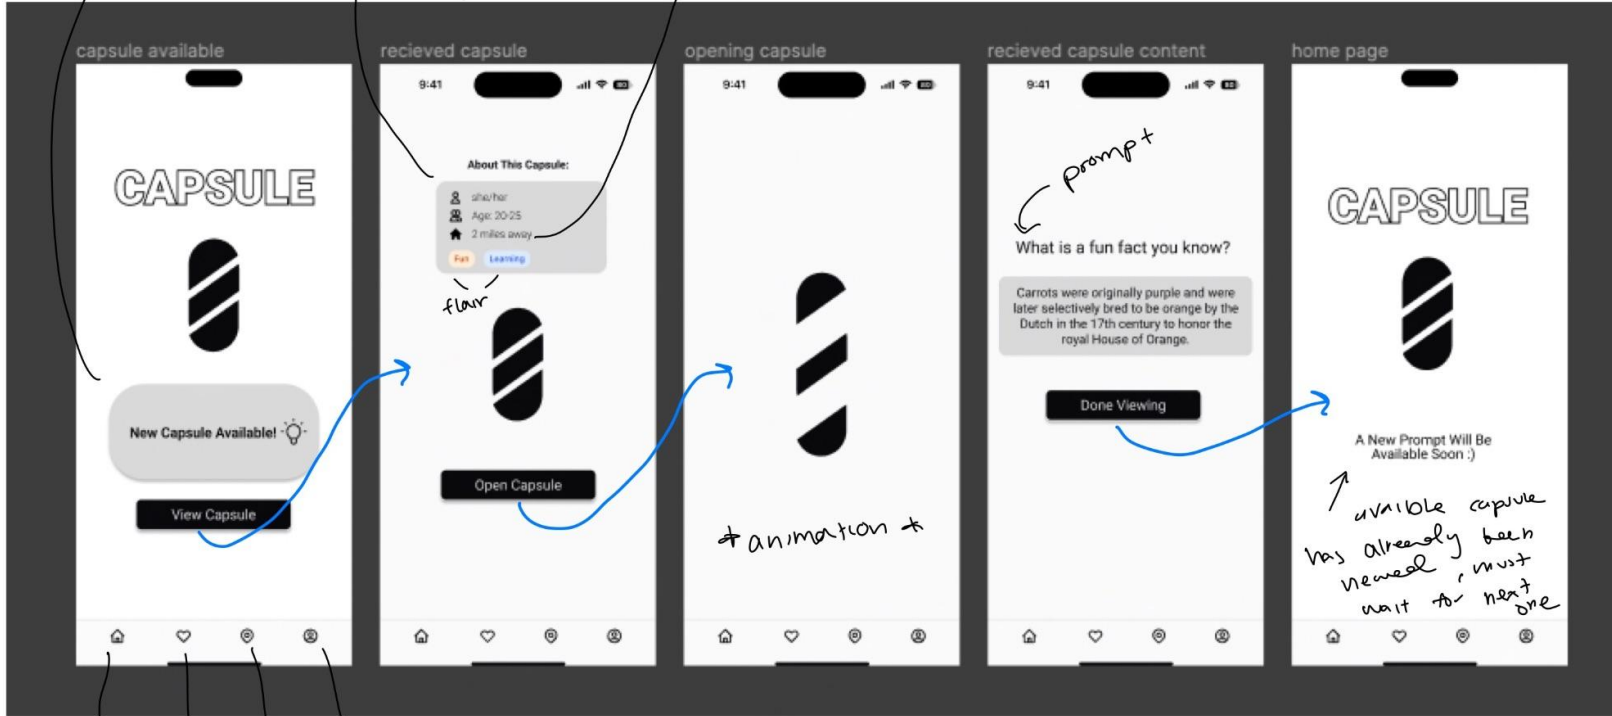 capsule available
CAPSULE
New Capsule Available!
View Capsule
recieved capsule
9:41
80
About This Capsule:
she/her
Age: 20-25
2 miles away
Fun Learning
flair
Open Capsule
opening capsule
9:41
80
* animation *
recieved capsule content
9:41
80
prompt
What is a fun fact you know?
Carrots were originally purple and were
later selectively bred to be orange by the
Dutch in the 17th century to honor the
royal House of Orange.
Done Viewing
home page
CAPSULE
A New Prompt Will Be
Available Soon :)
available capsule
has already been
viewed, must
wait for next
one